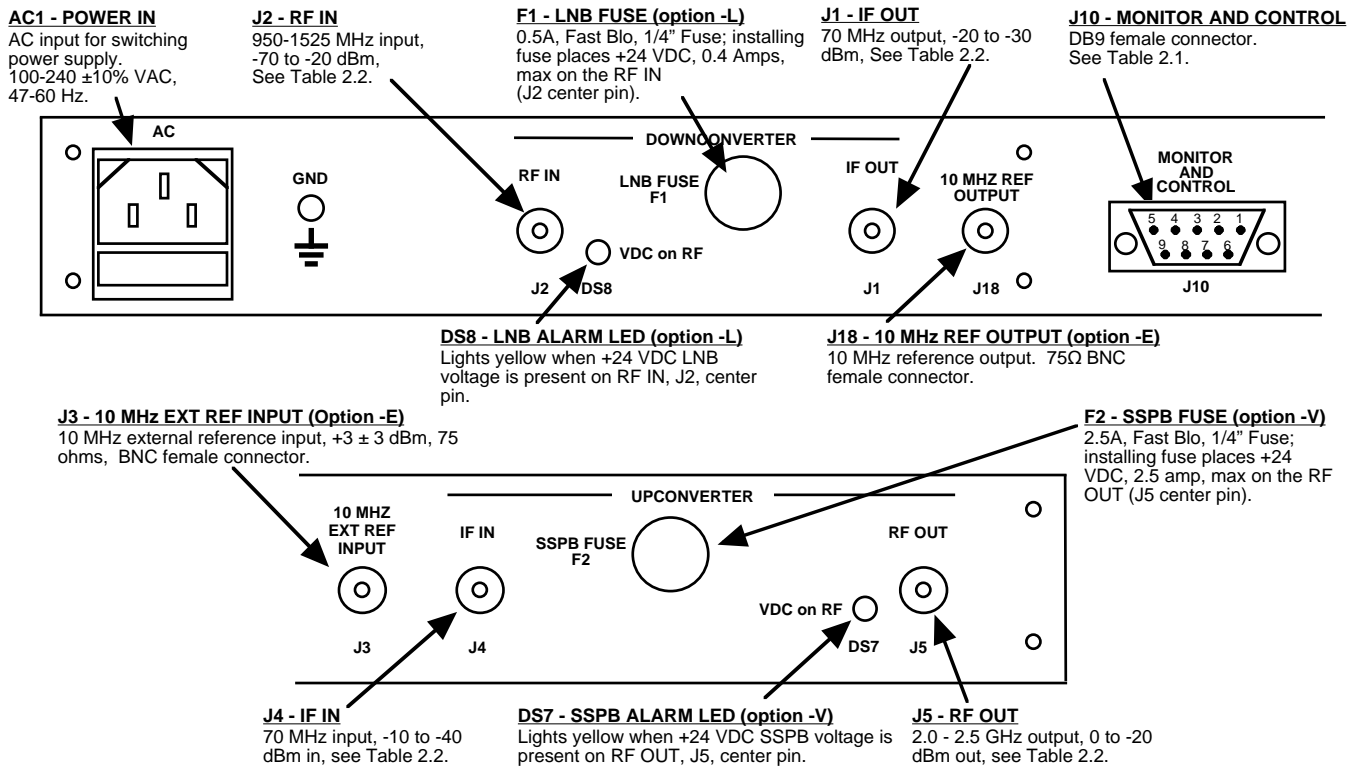 AC1 - POWER IN
AC input for switching
power supply.
100-240 ±10% VAC,
47-60 Hz.
J2 - RF IN
950-1525 MHz input,
-70 to -20 dBm,
See Table 2.2.
F1 - LNB FUSE (option -L)
0.5A, Fast Blo, 1/4” Fuse; installing
fuse places +24 VDC, 0.4 Amps,
max on the RF IN
(J2 center pin).
J1 - IF OUT
70 MHz output, -20 to -30
dBm, See Table 2.2.
J10 - MONITOR AND CONTROL
DB9 female connector.
See Table 2.1.
AC
GND
DOWNCONVERTER
RF IN
LNB FUSE
F1
IF OUT
10 MHZ REF
OUTPUT
MONITOR
AND
CONTROL
5 4 3 2 1
9 8 7 6
VDC on RF
J2
DS8
J1
J18
J10
DS8 - LNB ALARM LED (option -L)
Lights yellow when +24 VDC LNB
voltage is present on RF IN, J2, center
pin.
J18 - 10 MHz REF OUTPUT (option -E)
10 MHz reference output. 75Ω BNC
female connector.
J3 - 10 MHz EXT REF INPUT (Option -E)
10 MHz external reference input, +3 ± 3 dBm, 75
ohms, BNC female connector.
F2 - SSPB FUSE (option -V)
2.5A, Fast Blo, 1/4” Fuse;
installing fuse places +24
VDC, 2.5 amp, max on the RF
OUT (J5 center pin).
UPCONVERTER
10 MHZ
EXT REF
INPUT
IF IN
SSPB FUSE
F2
RF OUT
VDC on RF
J3
J4
DS7
J5
J4 - IF IN
70 MHz input, -10 to -40
dBm in, see Table 2.2.
DS7 - SSPB ALARM LED (option -V)
Lights yellow when +24 VDC SSPB voltage is
present on RF OUT, J5, center pin.
J5 - RF OUT
2.0 - 2.5 GHz output, 0 to -20
dBm out, see Table 2.2.